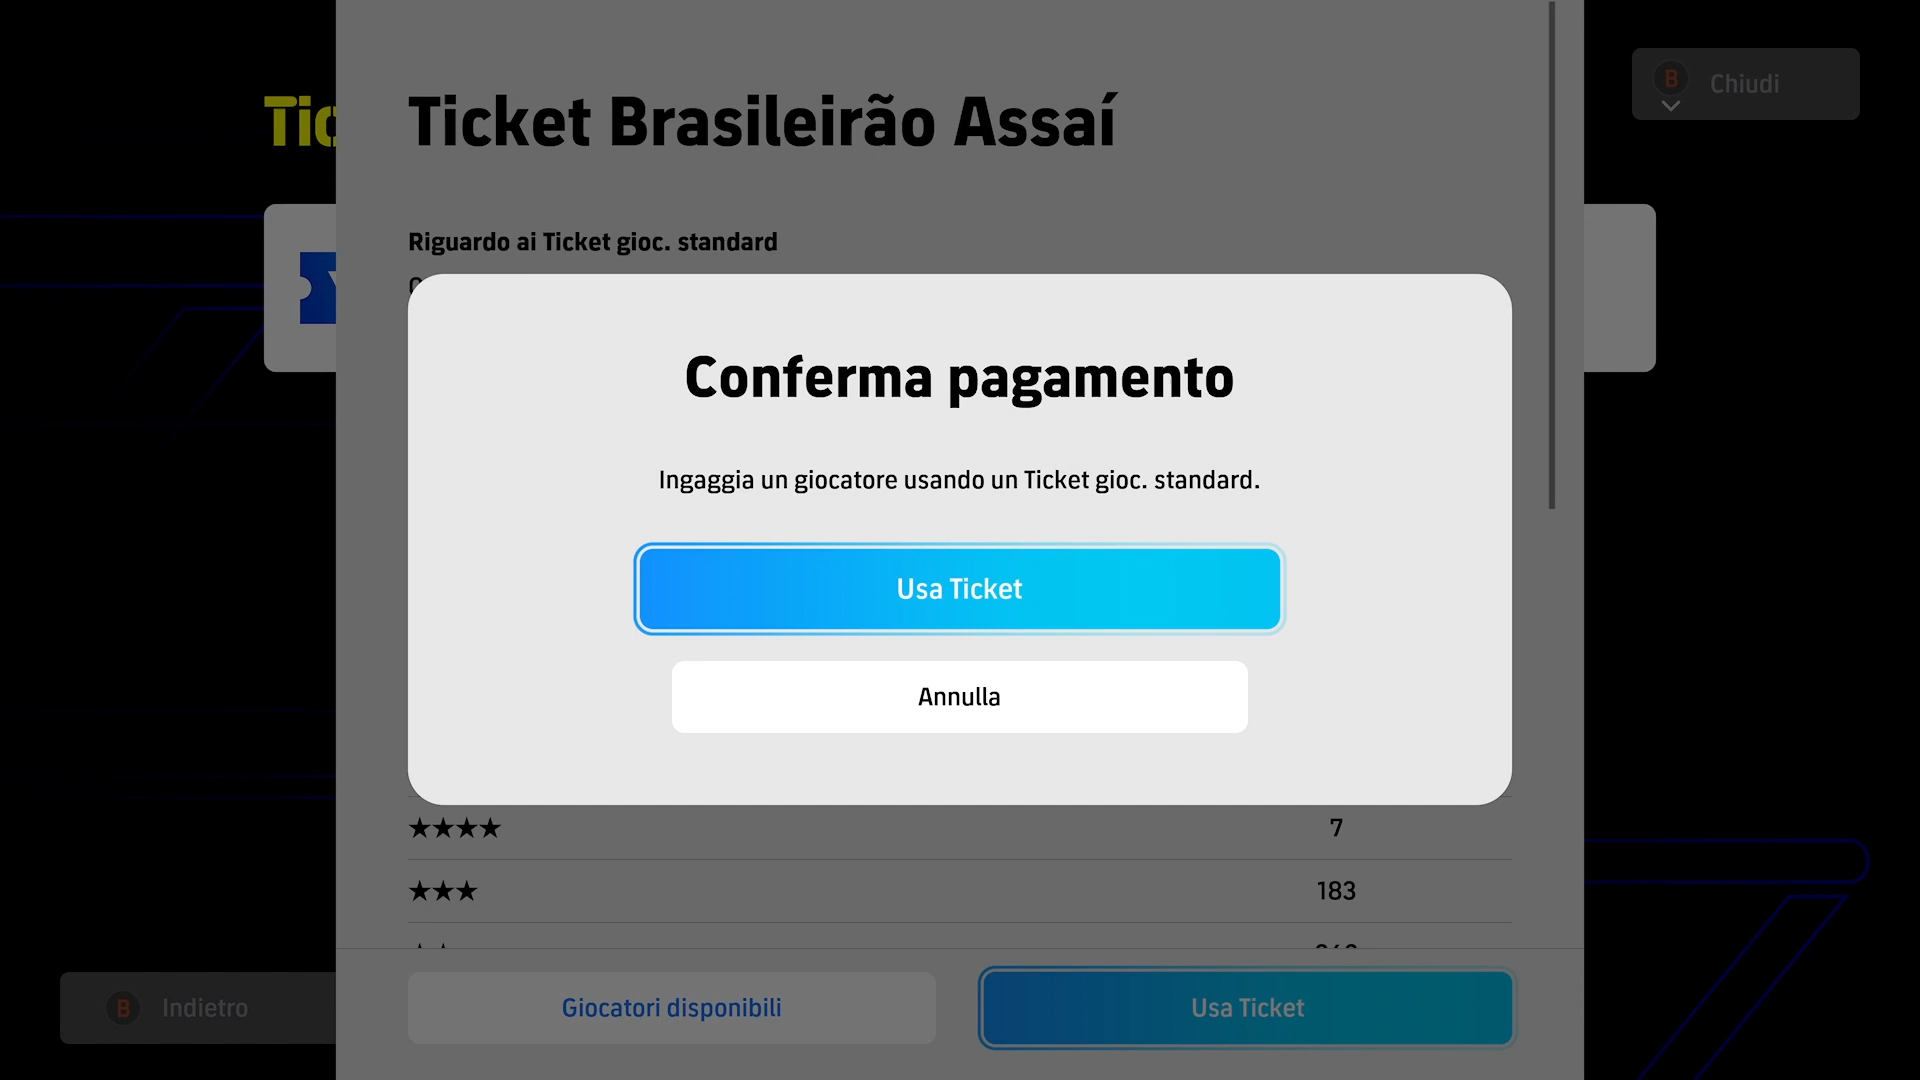 Chiudi
Ticket Brasileirão Assaí
Riguardo ai Ticket gioc. standard
Conferma pagamento
Ingaggia un giocatore usando un Ticket gioc. standard.
Usa Ticket
Annulla
★★★★ 7
★★★ 183
B Indietro
Giocatori disponibili
Usa Ticket